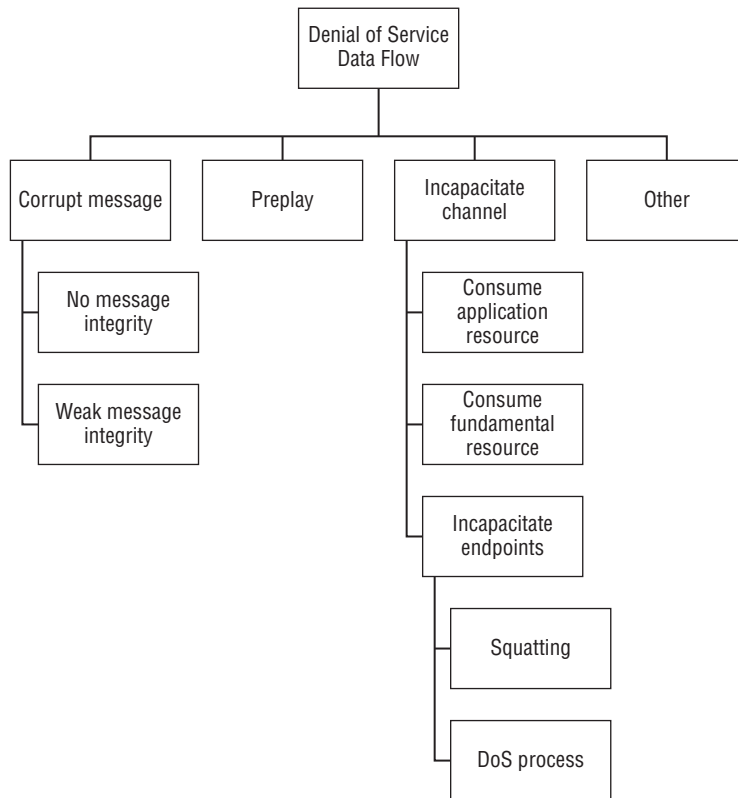 Denial of Service
Data Flow
Corrupt message
Preplay
Incapacitate
channel
Other
No message
integrity
Consume
application
resource
Weak message
integrity
Consume
fundamental
resource
Incapacitate
endpoints
Squatting
DoS process